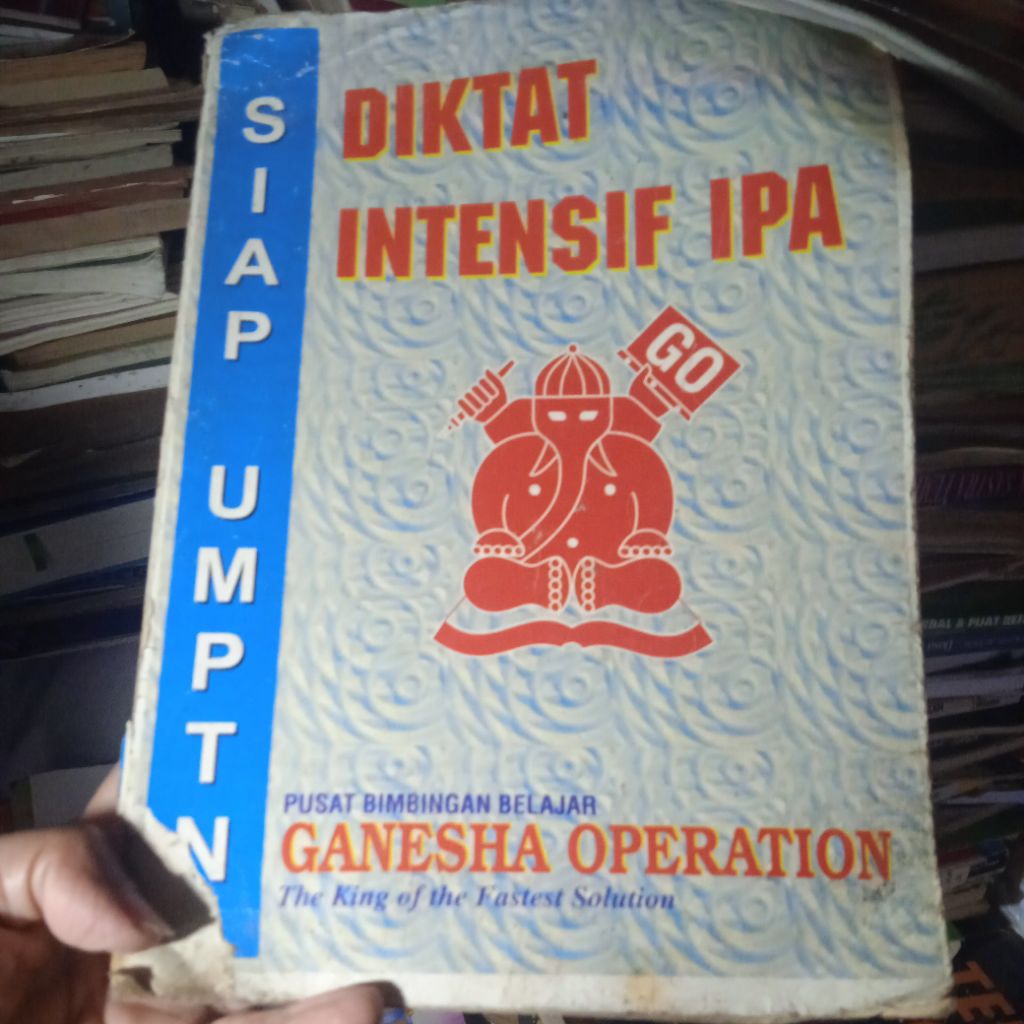 SIAP UMPTN
DIKTAT
INTENSIF IPA
GO
PUSAT BIMBINGAN BELAJAR
GANESHA OPERATION
The King of the Fastest Solution